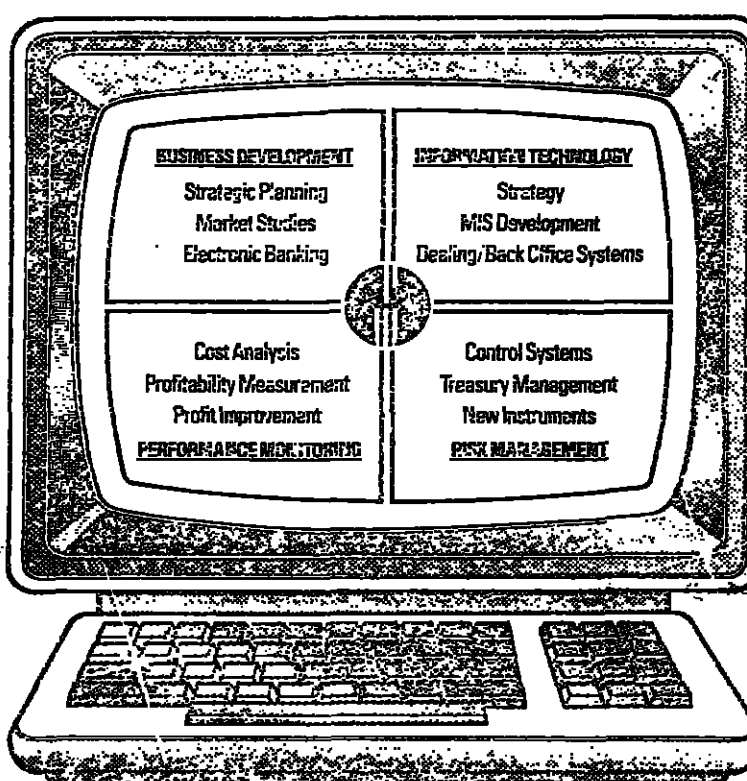 BUSINESS DEVELOPMENT
Strategic Planning
Market Studies
Electronic Banking
INFORMATION TECHNOLOGY
Strategy
MIS Development
Dealing/Back Office Systems
Cost Analysis
Profitability Measurement
Profit Improvement
PERFORMANCE MONITORING
Control Systems
Treasury Management
New Instruments
RISK MANAGEMENT